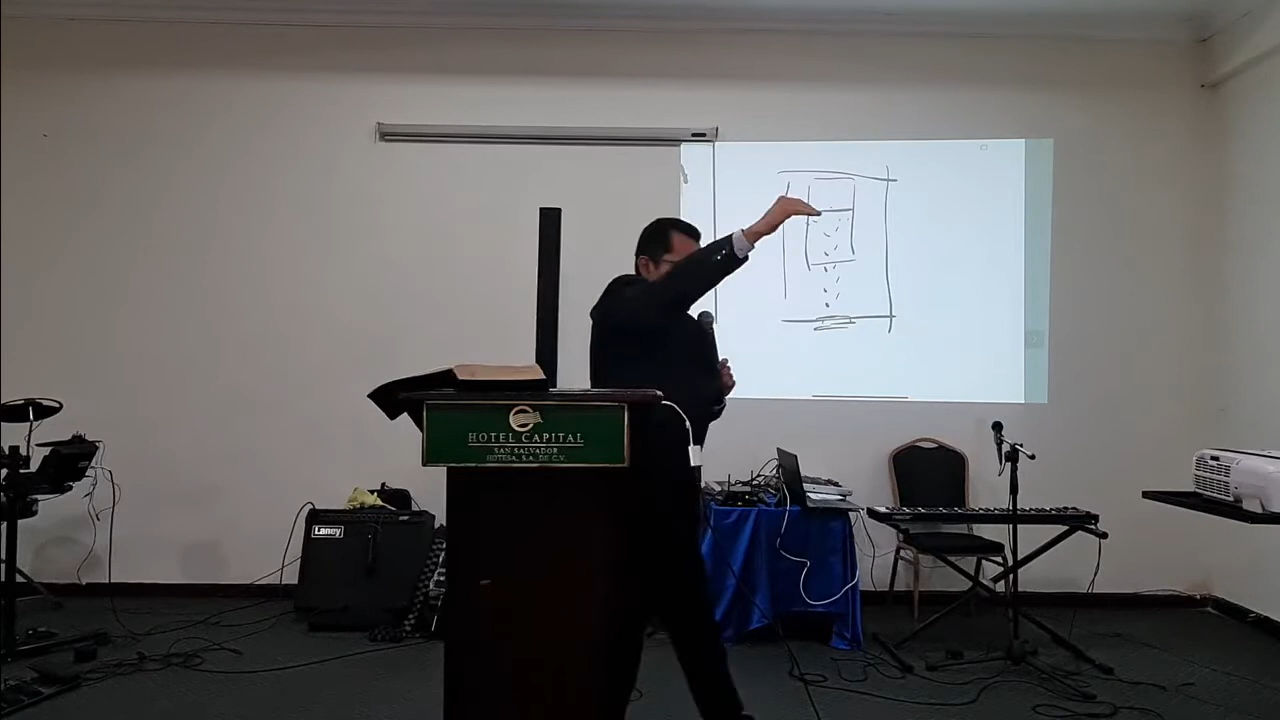 HOTEL CAPITAL
SAN SALVADOR
HOTESA, S.A. DE C.V.
Laney